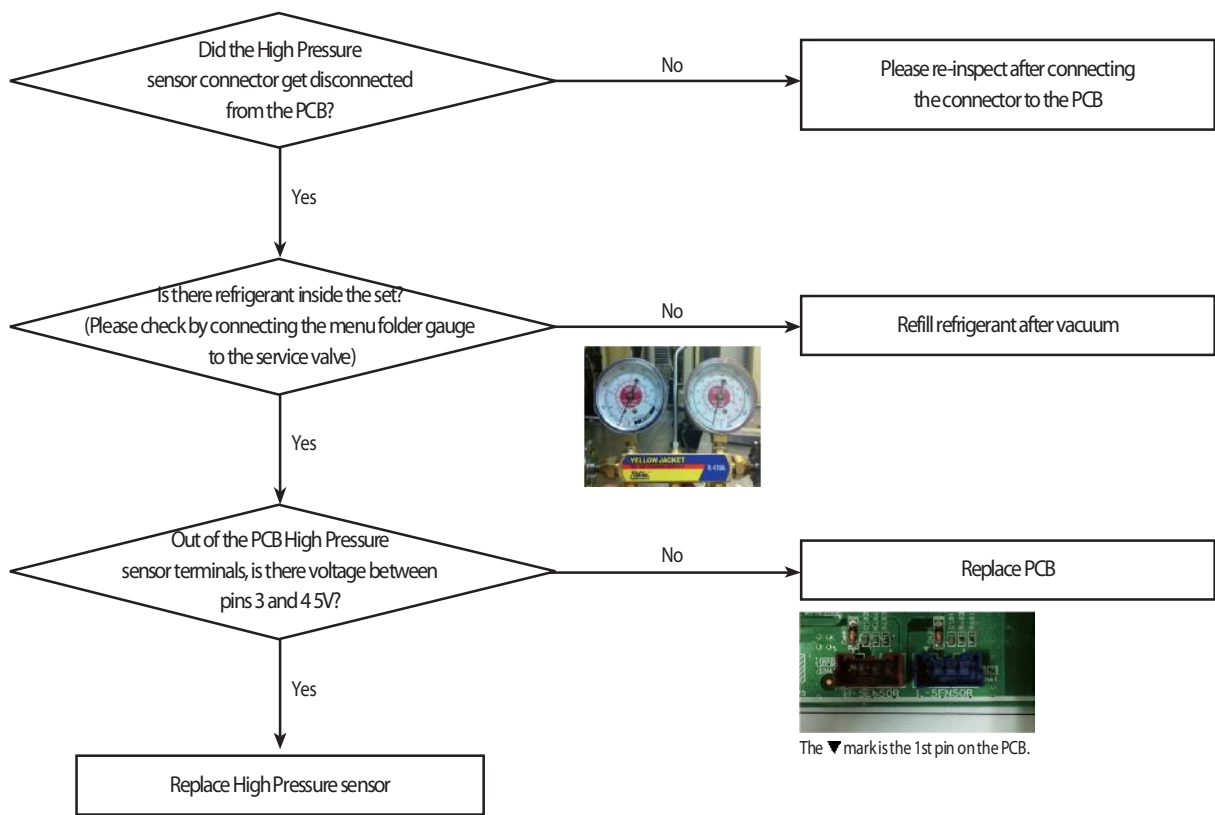 Did the High Pressure
sensor connector get disconnected
from the PCB?
No
Please re-inspect after connecting
the connector to the PCB
Yes
Is there refrigerant inside the set?
(Please check by connecting the menu folder gauge
to the service valve)
No
Refill refrigerant after vacuum
YELLOW JACKET
R-410A
Yes
Out of the PCB High Pressure
sensor terminals, is there voltage between
pins 3 and 4 5V?
No
Replace PCB
H-SENSOR L-SENSOR
The ▼ mark is the 1st pin on the PCB.
Yes
Replace High Pressure sensor